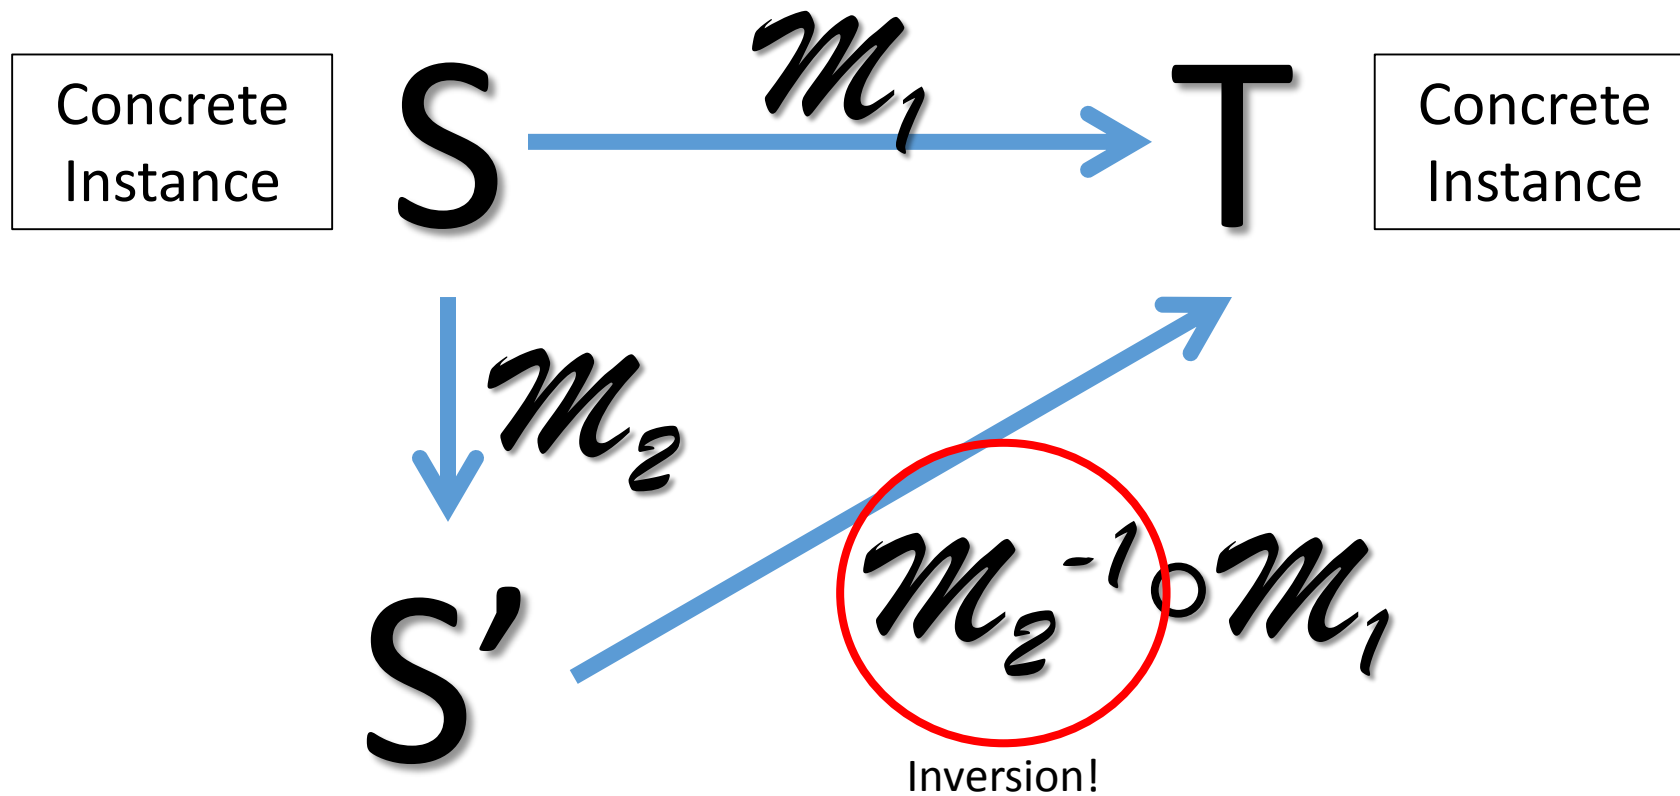 Concrete
Instance
S
ℳ₁
T
Concrete
Instance
ℳ₂
S’
ℳ₂⁻¹∘ℳ₁
Inversion!